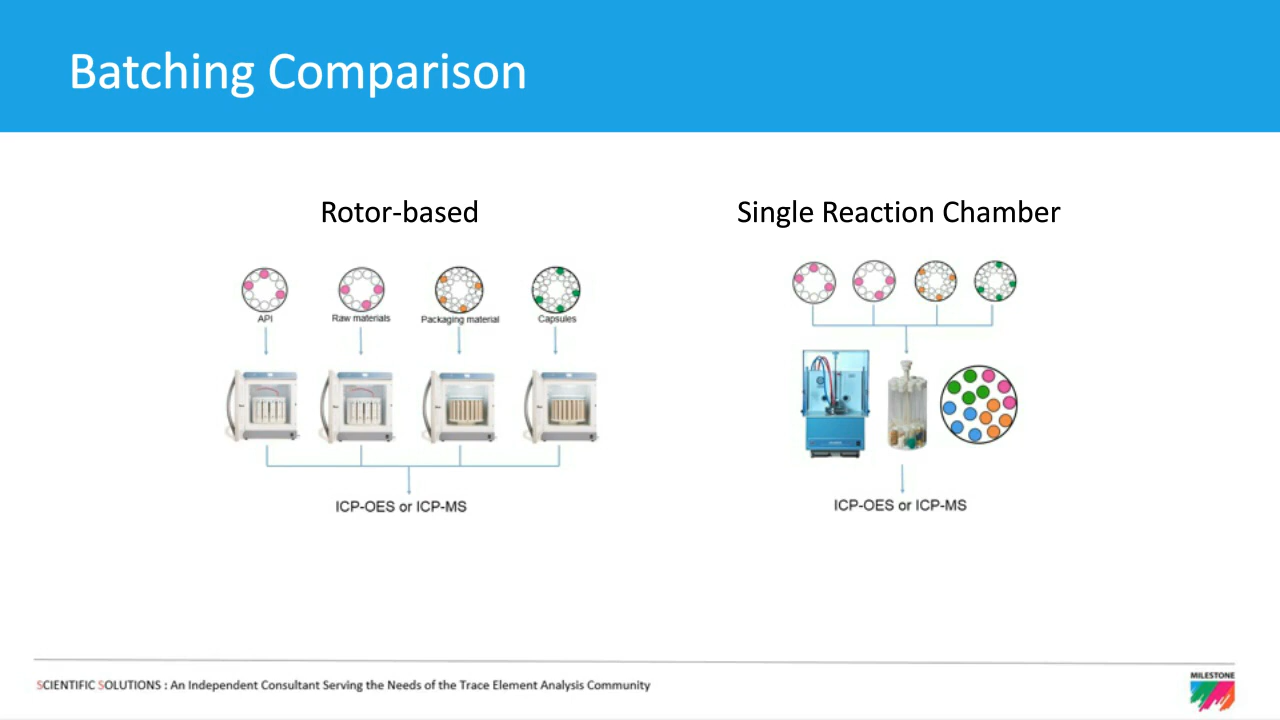 Batching Comparison
Rotor-based
Single Reaction Chamber
API
Raw materials
Packaging material
Capsules
ICP-OES or ICP-MS
ICP-OES or ICP-MS
SCIENTIFIC SOLUTIONS : An Independent Consultant Serving the Needs of the Trace Element Analysis Community
MILESTONE